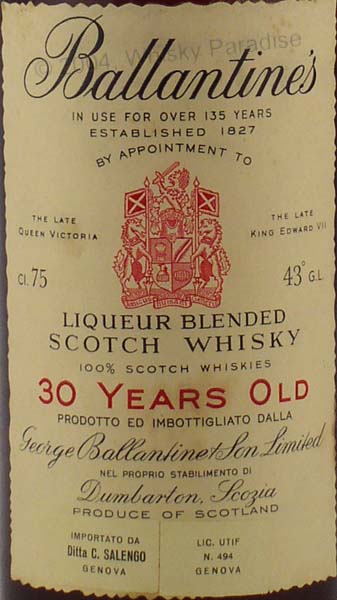 © 2004, Whisky Paradise
Ballantine's
IN USE FOR OVER 135 YEARS
ESTABLISHED 1827
BY APPOINTMENT TO
THE LATE
QUEEN VICTORIA
THE LATE
KING EDWARD VII
Cl. 75
43° G.L
LIQUEUR BLENDED
SCOTCH WHISKY
100% SCOTCH WHISKIES
30 YEARS OLD
PRODOTTO ED IMBOTTIGLIATO DALLA
George Ballantine & Son Limited
NEL PROPRIO STABILIMENTO DI
Dumbarton, Scozia
PRODUCE OF SCOTLAND
IMPORTATO DA
Ditta C. SALENGO
GENOVA
LIC. UTIF
N. 494
GENOVA